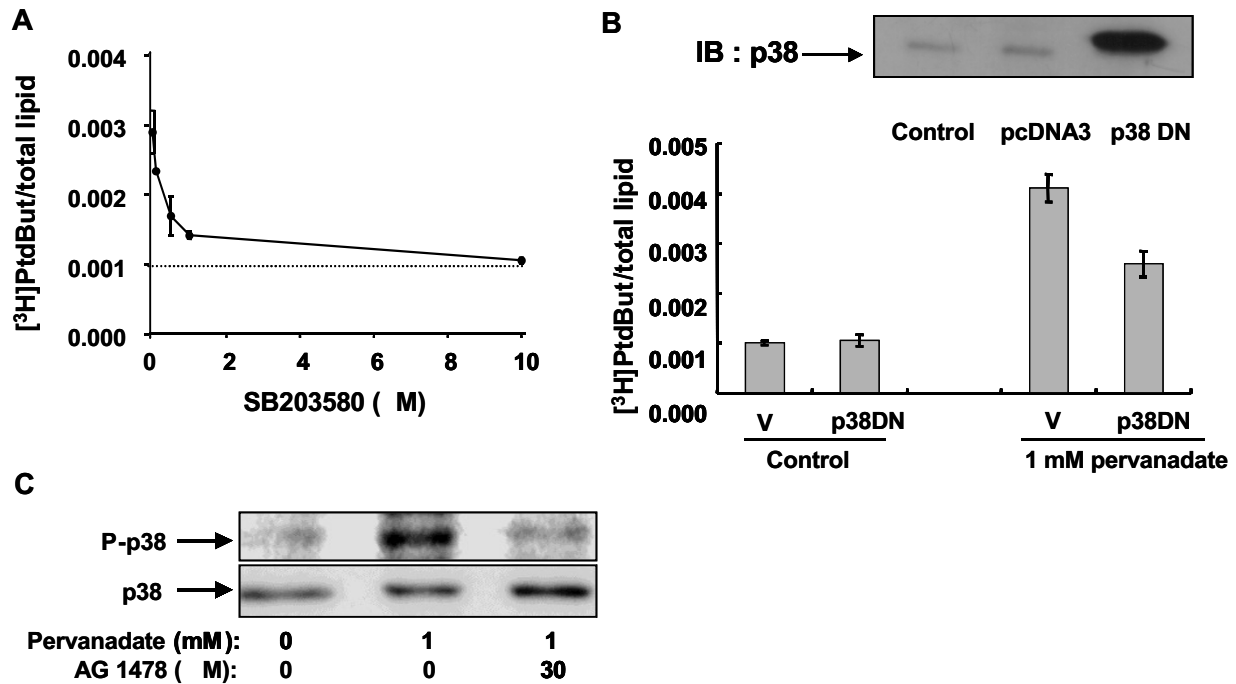 A
[³H]PtdBut/total lipid
0.004
0.003
0.002
0.001
0.000
0 2 4 6 8 10
SB203580 ( M)
B
IB : p38
Control pcDNA3 p38 DN
[³H]PtdBut/total lipid
0.005
0.004
0.003
0.002
0.001
0.000
V p38DN V p38DN
Control 1 mM pervanadate
C
P-p38
p38
Pervanadate (mM): 0 1 1
AG 1478 ( M): 0 0 30